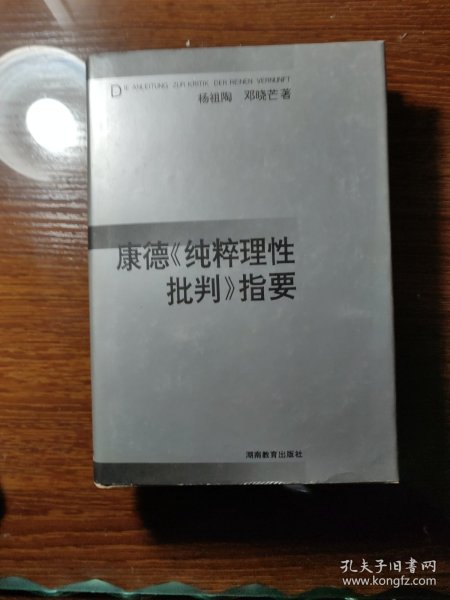 DIE ANLEITUNG ZUR KRITIK DER REINEN VERNUNFT
杨祖陶 邓晓芒 著
康德《纯粹理性
批判》指要
湖南教育出版社
孔夫子旧书网
www.kongfz.com